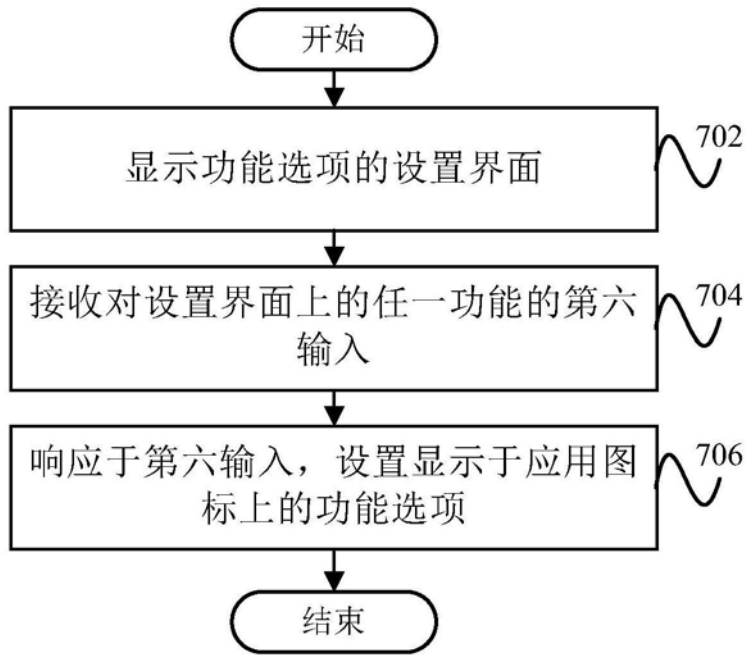 开始
显示功能选项的设置界面
702
接收对设置界面上的任一功能的第六
输入
704
响应于第六输入，设置显示于应用图
标上的功能选项
706
结束